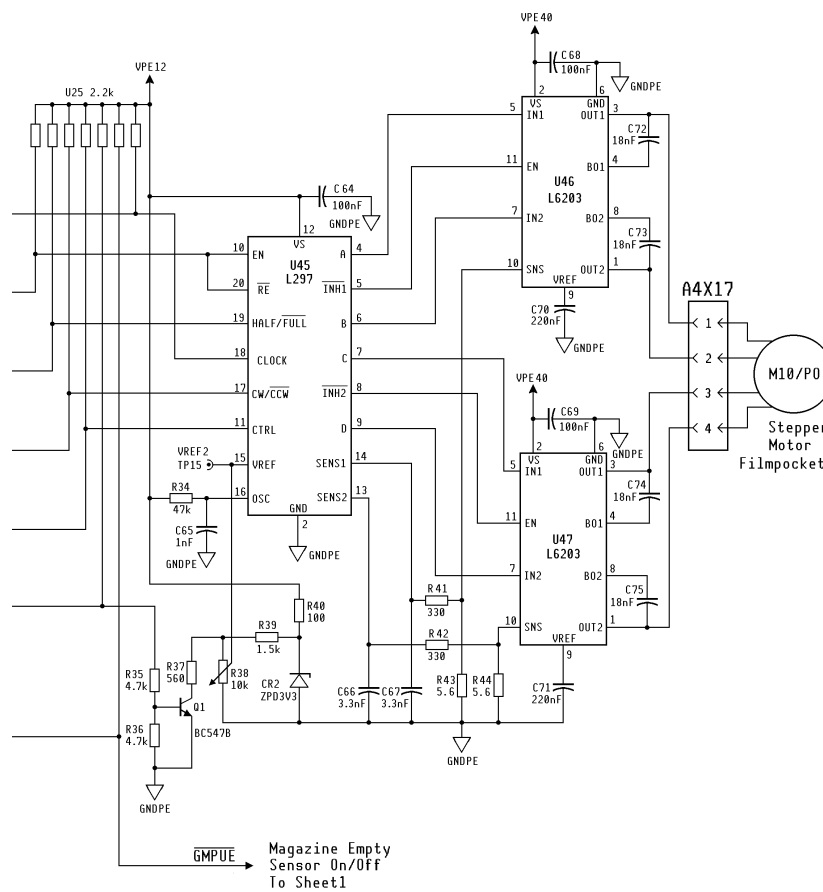 VPE40
C68
100nF
GNDPE
VPE12
U25 2.2k
2
6
VS
GND
5
IN1
OUT1
3
C72
18nF
11
EN
BO1
4
U46
L6203
C64
100nF
GNDPE
7
IN2
BO2
8
C73
18nF
12
VS
10
EN
A
4
U45
L297
10
SNS
OUT2
1
VREF
9
20
RE
INH1
5
C70
220nF
GNDPE
A4X17
19
HALF/FULL
B
6
1
18
CLOCK
C
7
2
M10/PO
17
CW/CCW
INH2
8
VPE40
3
11
CTRL
D
9
C69
100nF
GNDPE
4
Stepper
Motor
Filmpocket
VREF2
TP15
15
VREF
SENS1
14
2
6
VS
GND
5
IN1
OUT1
3
R34
47k
16
OSC
SENS2
13
C74
18nF
GND
2
C65
1nF
GNDPE
GNDPE
11
EN
BO1
4
U47
L6203
7
IN2
BO2
8
R41
330
C75
18nF
R40
100
10
SNS
OUT2
1
VREF
9
R39
1.5k
R42
330
R35
4.7k
R37
560
R38
10k
CR2
ZPD3V3
C66
3.3nF
C67
3.3nF
R43
5.6
R44
5.6
C71
220nF
Q1
BC547B
R36
4.7k
GNDPE
GNDPE
GMPUE
Magazine Empty
Sensor On/Off
To Sheet1